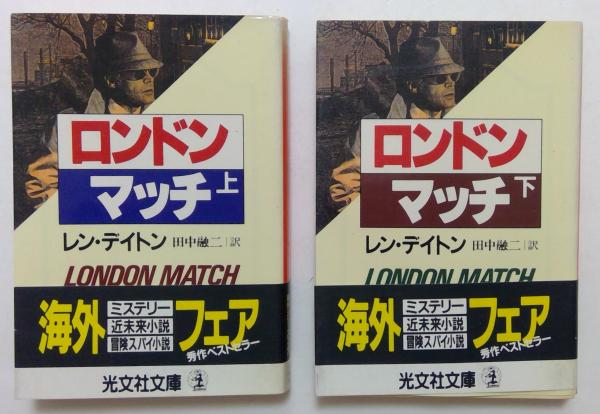 ロンドン
マッチ上
レン・デイトン 田中融二|訳
LONDON MATCH
海外
ミステリー
近未来小説
冒険スパイ小説
フェア
秀作ベストセラー
光文社文庫
ロンドン
マッチ下
レン・デイトン 田中融二|訳
LONDON MATCH
海外
ミステリー
近未来小説
冒険スパイ小説
フェア
秀作ベストセラー
光文社文庫